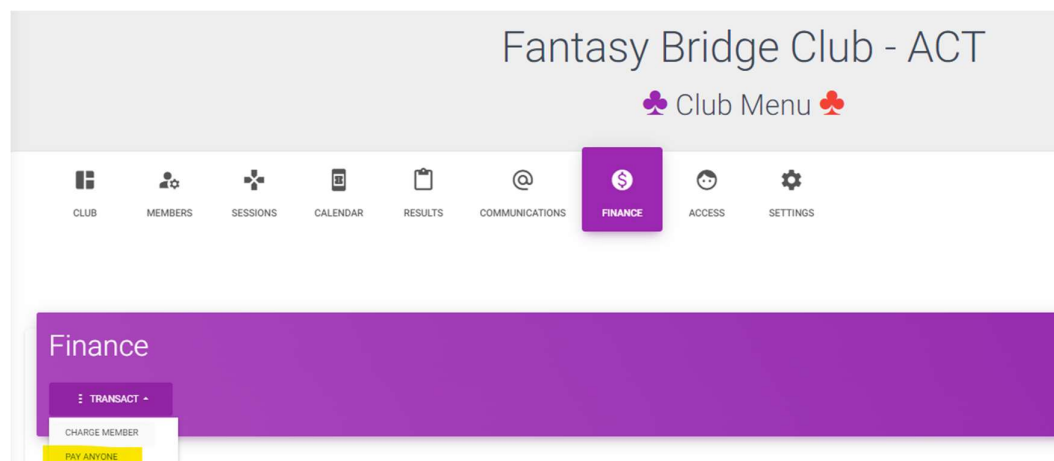 Fantasy Bridge Club - ACT
Club Menu
CLUB MEMBERS SESSIONS CALENDAR RESULTS COMMUNICATIONS FINANCE ACCESS SETTINGS
Finance
TRANSACT
CHARGE MEMBER
PAY ANYONE